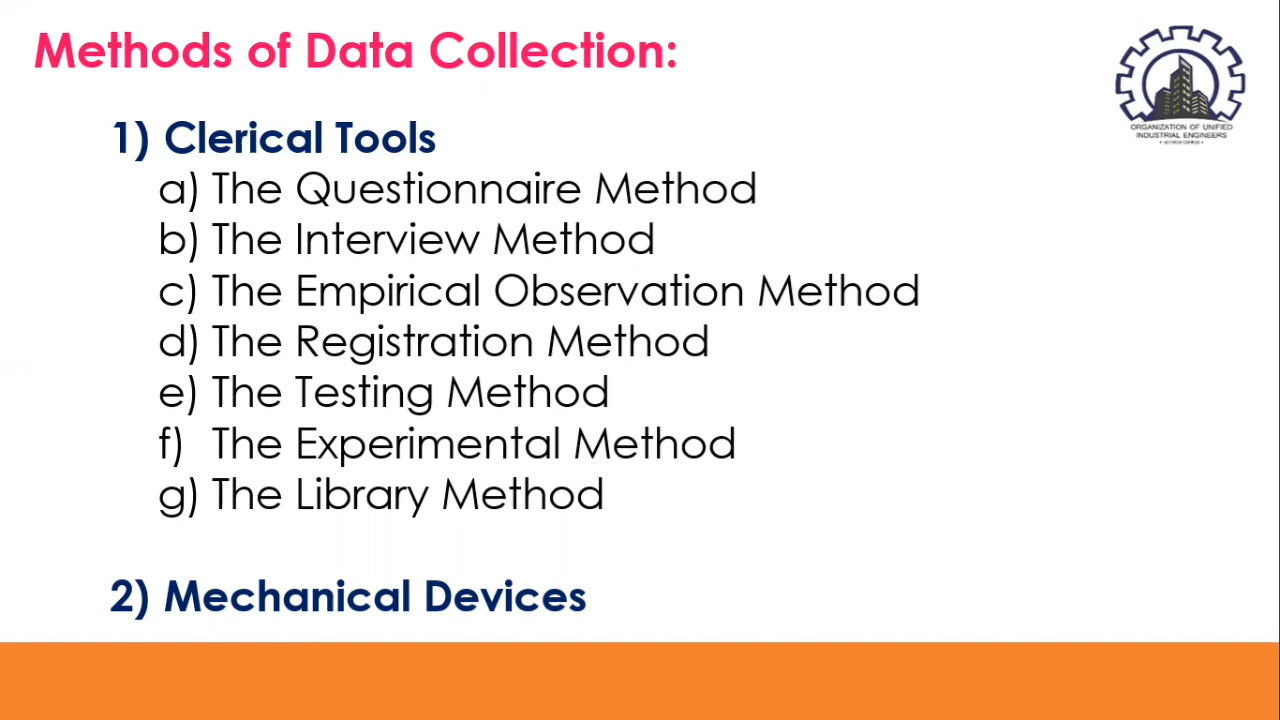 Methods of Data Collection:
1) Clerical Tools
a) The Questionnaire Method
b) The Interview Method
c) The Empirical Observation Method
d) The Registration Method
e) The Testing Method
f) The Experimental Method
g) The Library Method
2) Mechanical Devices
ORGANIZATION OF UNIFIED
INDUSTRIAL ENGINEERS